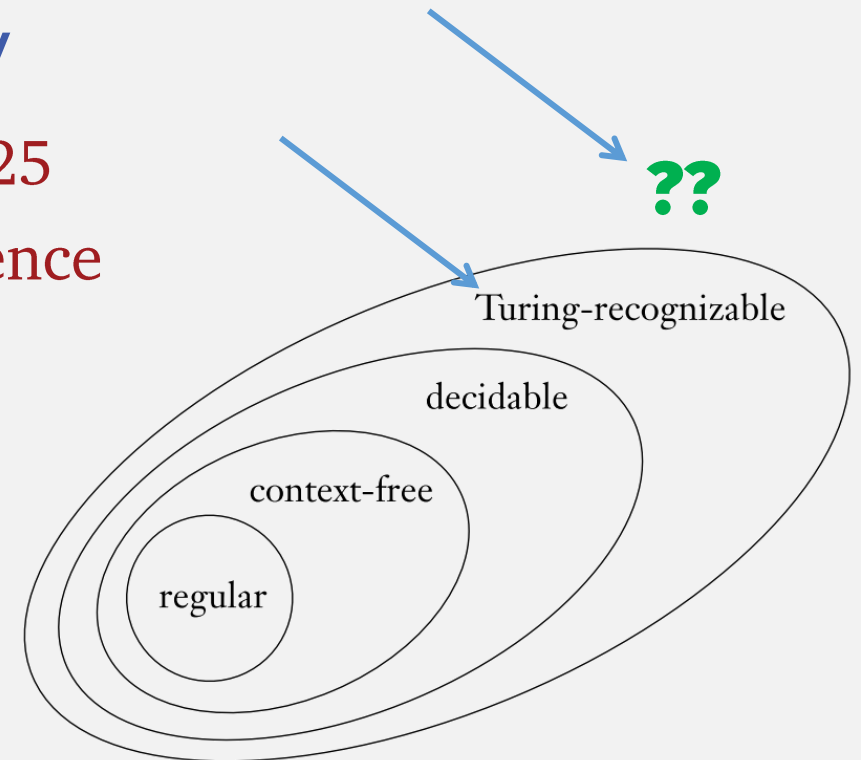 y
25
??
ence
Turing-recognizable
decidable
context-free
regular